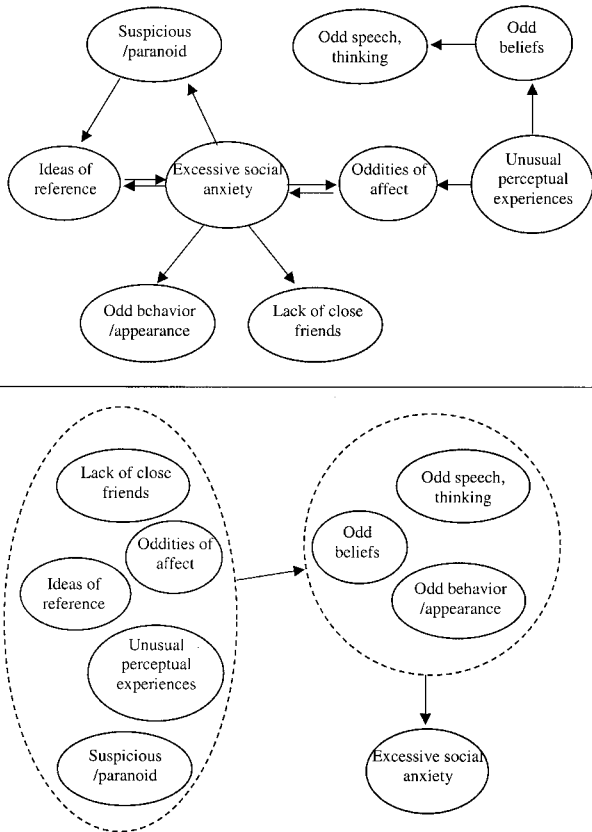 Suspicious
/paranoid
Odd speech,
thinking
Odd
beliefs
Ideas of
reference
Excessive social
anxiety
Oddities of
affect
Unusual
perceptual
experiences
Odd behavior
/appearance
Lack of close
friends
Lack of close
friends
Oddities of
affect
Ideas of
reference
Unusual
perceptual
experiences
Suspicious
/paranoid
Odd speech,
thinking
Odd
beliefs
Odd behavior
/appearance
Excessive social
anxiety